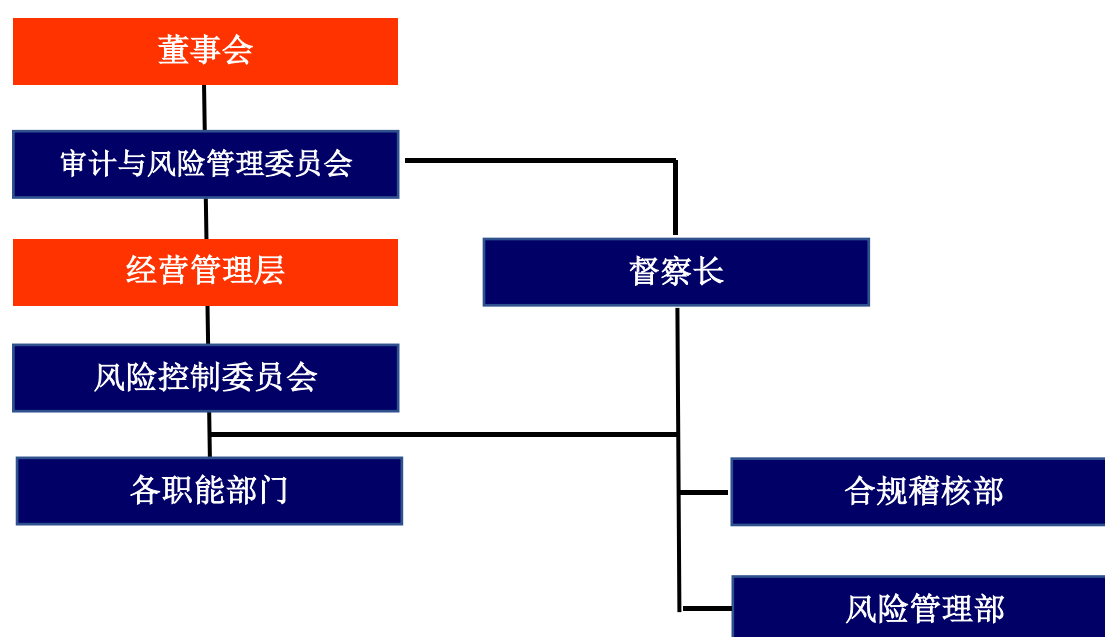 董事会
审计与风险管理委员会
经营管理层
督察长
风险控制委员会
各职能部门
合规稽核部
风险管理部